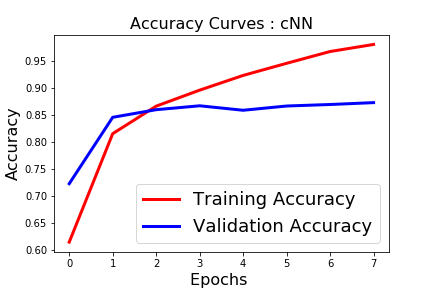 Accuracy Curves : cNN
Accuracy
0.95
0.90
0.85
0.80
0.75
0.70
0.65
0.60
Training Accuracy
Validation Accuracy
0 1 2 3 4 5 6 7
Epochs